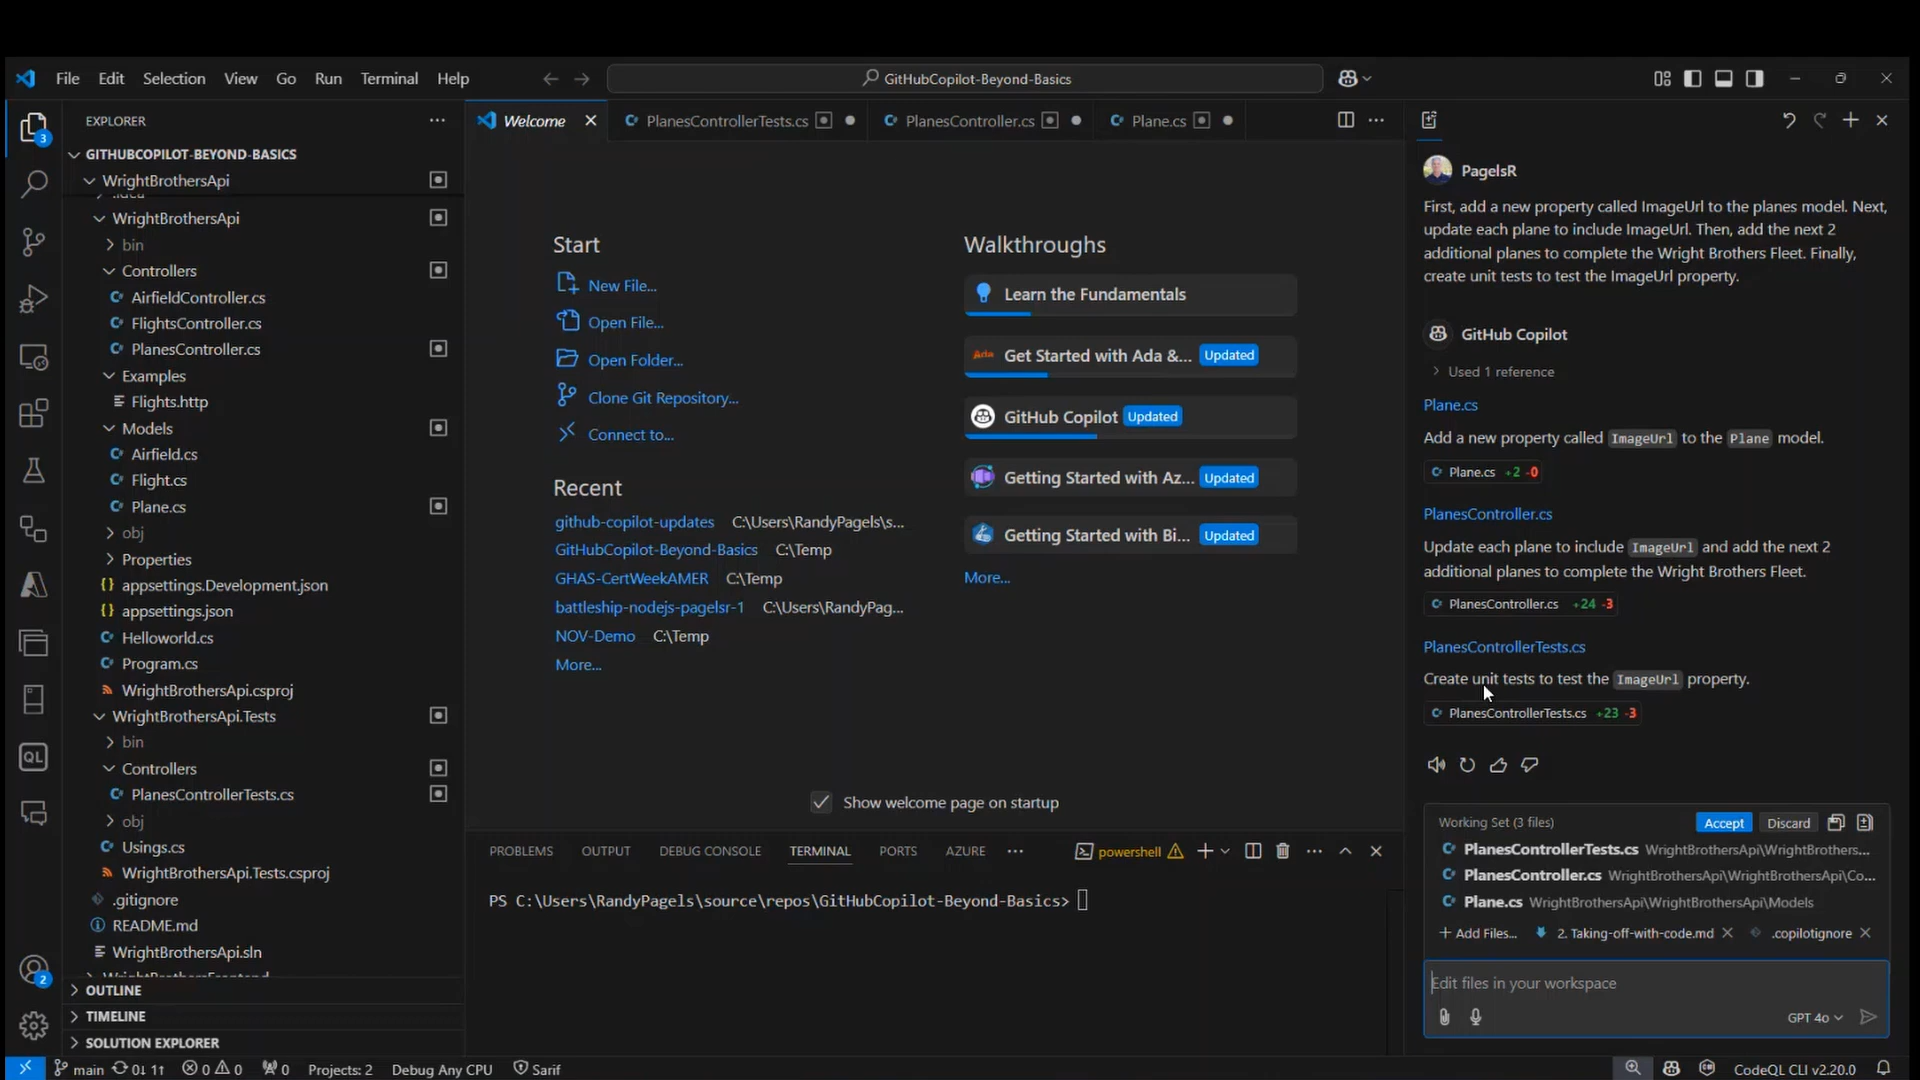 File Edit Selection View Go Run Terminal Help
GitHubCopilot-Beyond-Basics
EXPLORER
GITHUBCOPILOT-BEYOND-BASICS
WrightBrothersApi
.idea
WrightBrothersApi
bin
Controllers
AirfieldController.cs
FlightsController.cs
PlanesController.cs
Examples
Flights.http
Models
Airfield.cs
Flight.cs
Plane.cs
obj
Properties
appsettings.Development.json
appsettings.json
Helloworld.cs
Program.cs
WrightBrothersApi.csproj
WrightBrothersApi.Tests
bin
Controllers
PlanesControllerTests.cs
obj
Usings.cs
WrightBrothersApi.Tests.csproj
.gitignore
README.md
WrightBrothersApi.sln
WrightBrothersFrontend
OUTLINE
TIMELINE
SOLUTION EXPLORER
3
QL
2
Welcome PlanesControllerTests.cs PlanesController.cs Plane.cs
Start
New File...
Open File...
Open Folder...
Clone Git Repository...
Connect to...
Recent
github-copilot-updates C:\Users\RandyPagels\s...
GitHubCopilot-Beyond-Basics C:\Temp
GHAS-CertWeekAMER C:\Temp
battleship-nodejs-pagelsr-1 C:\Users\RandyPag...
NOV-Demo C:\Temp
More...
Walkthroughs
Learn the Fundamentals
Ada Get Started with Ada &... Updated
GitHub Copilot Updated
Getting Started with Az... Updated
Getting Started with Bi... Updated
More...
Show welcome page on startup
PROBLEMS OUTPUT DEBUG CONSOLE TERMINAL PORTS AZURE ... powershell
PS C:\Users\RandyPagels\source\repos\GitHubCopilot-Beyond-Basics>
PagelsR
First, add a new property called ImageUrl to the planes model. Next,
update each plane to include ImageUrl. Then, add the next 2
additional planes to complete the Wright Brothers Fleet. Finally,
create unit tests to test the ImageUrl property.
GitHub Copilot
Used 1 reference
Plane.cs
Add a new property called ImageUrl to the Plane model.
Plane.cs +2 -0
PlanesController.cs
Update each plane to include ImageUrl and add the next 2
additional planes to complete the Wright Brothers Fleet.
PlanesController.cs +24 -3
PlanesControllerTests.cs
Create unit tests to test the ImageUrl property.
PlanesControllerTests.cs +23 -3
Working Set (3 files) Accept Discard
PlanesControllerTests.cs WrightBrothersApi\WrightBrothers...
PlanesController.cs WrightBrothersApi\WrightBrothersApi\Co...
Plane.cs WrightBrothersApi\WrightBrothersApi\Models
Add Files... 2. Taking-off-with-code.md .copilotignore
Edit files in your workspace
GPT 4o
main 0↓ 1↑ 0 0 0 Projects: 2 Debug Any CPU Sarif CodeQL CLI v2.20.0